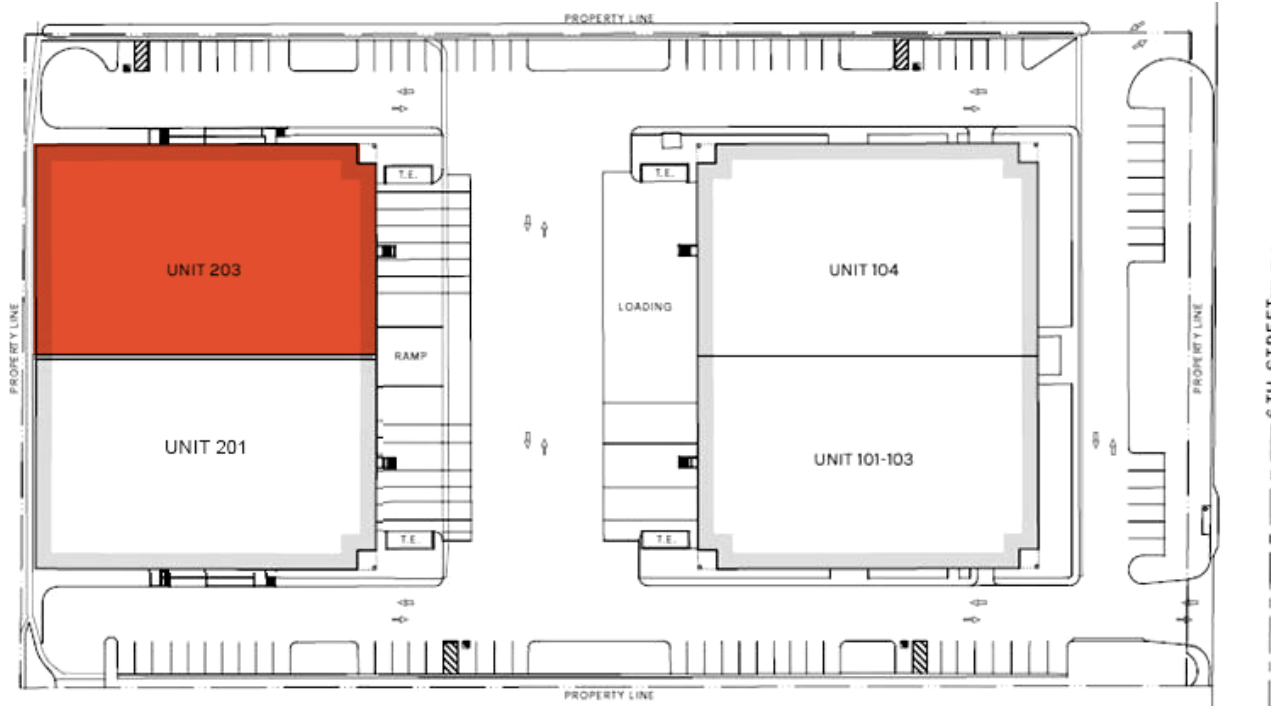 PROPERTY LINE
T.E.
T.E.
UNIT 203
UNIT 104
LOADING
PROPERTY LINE
PROPERTY LINE
RAMP
UNIT 201
UNIT 101-103
T.E.
T.E.
PROPERTY LINE